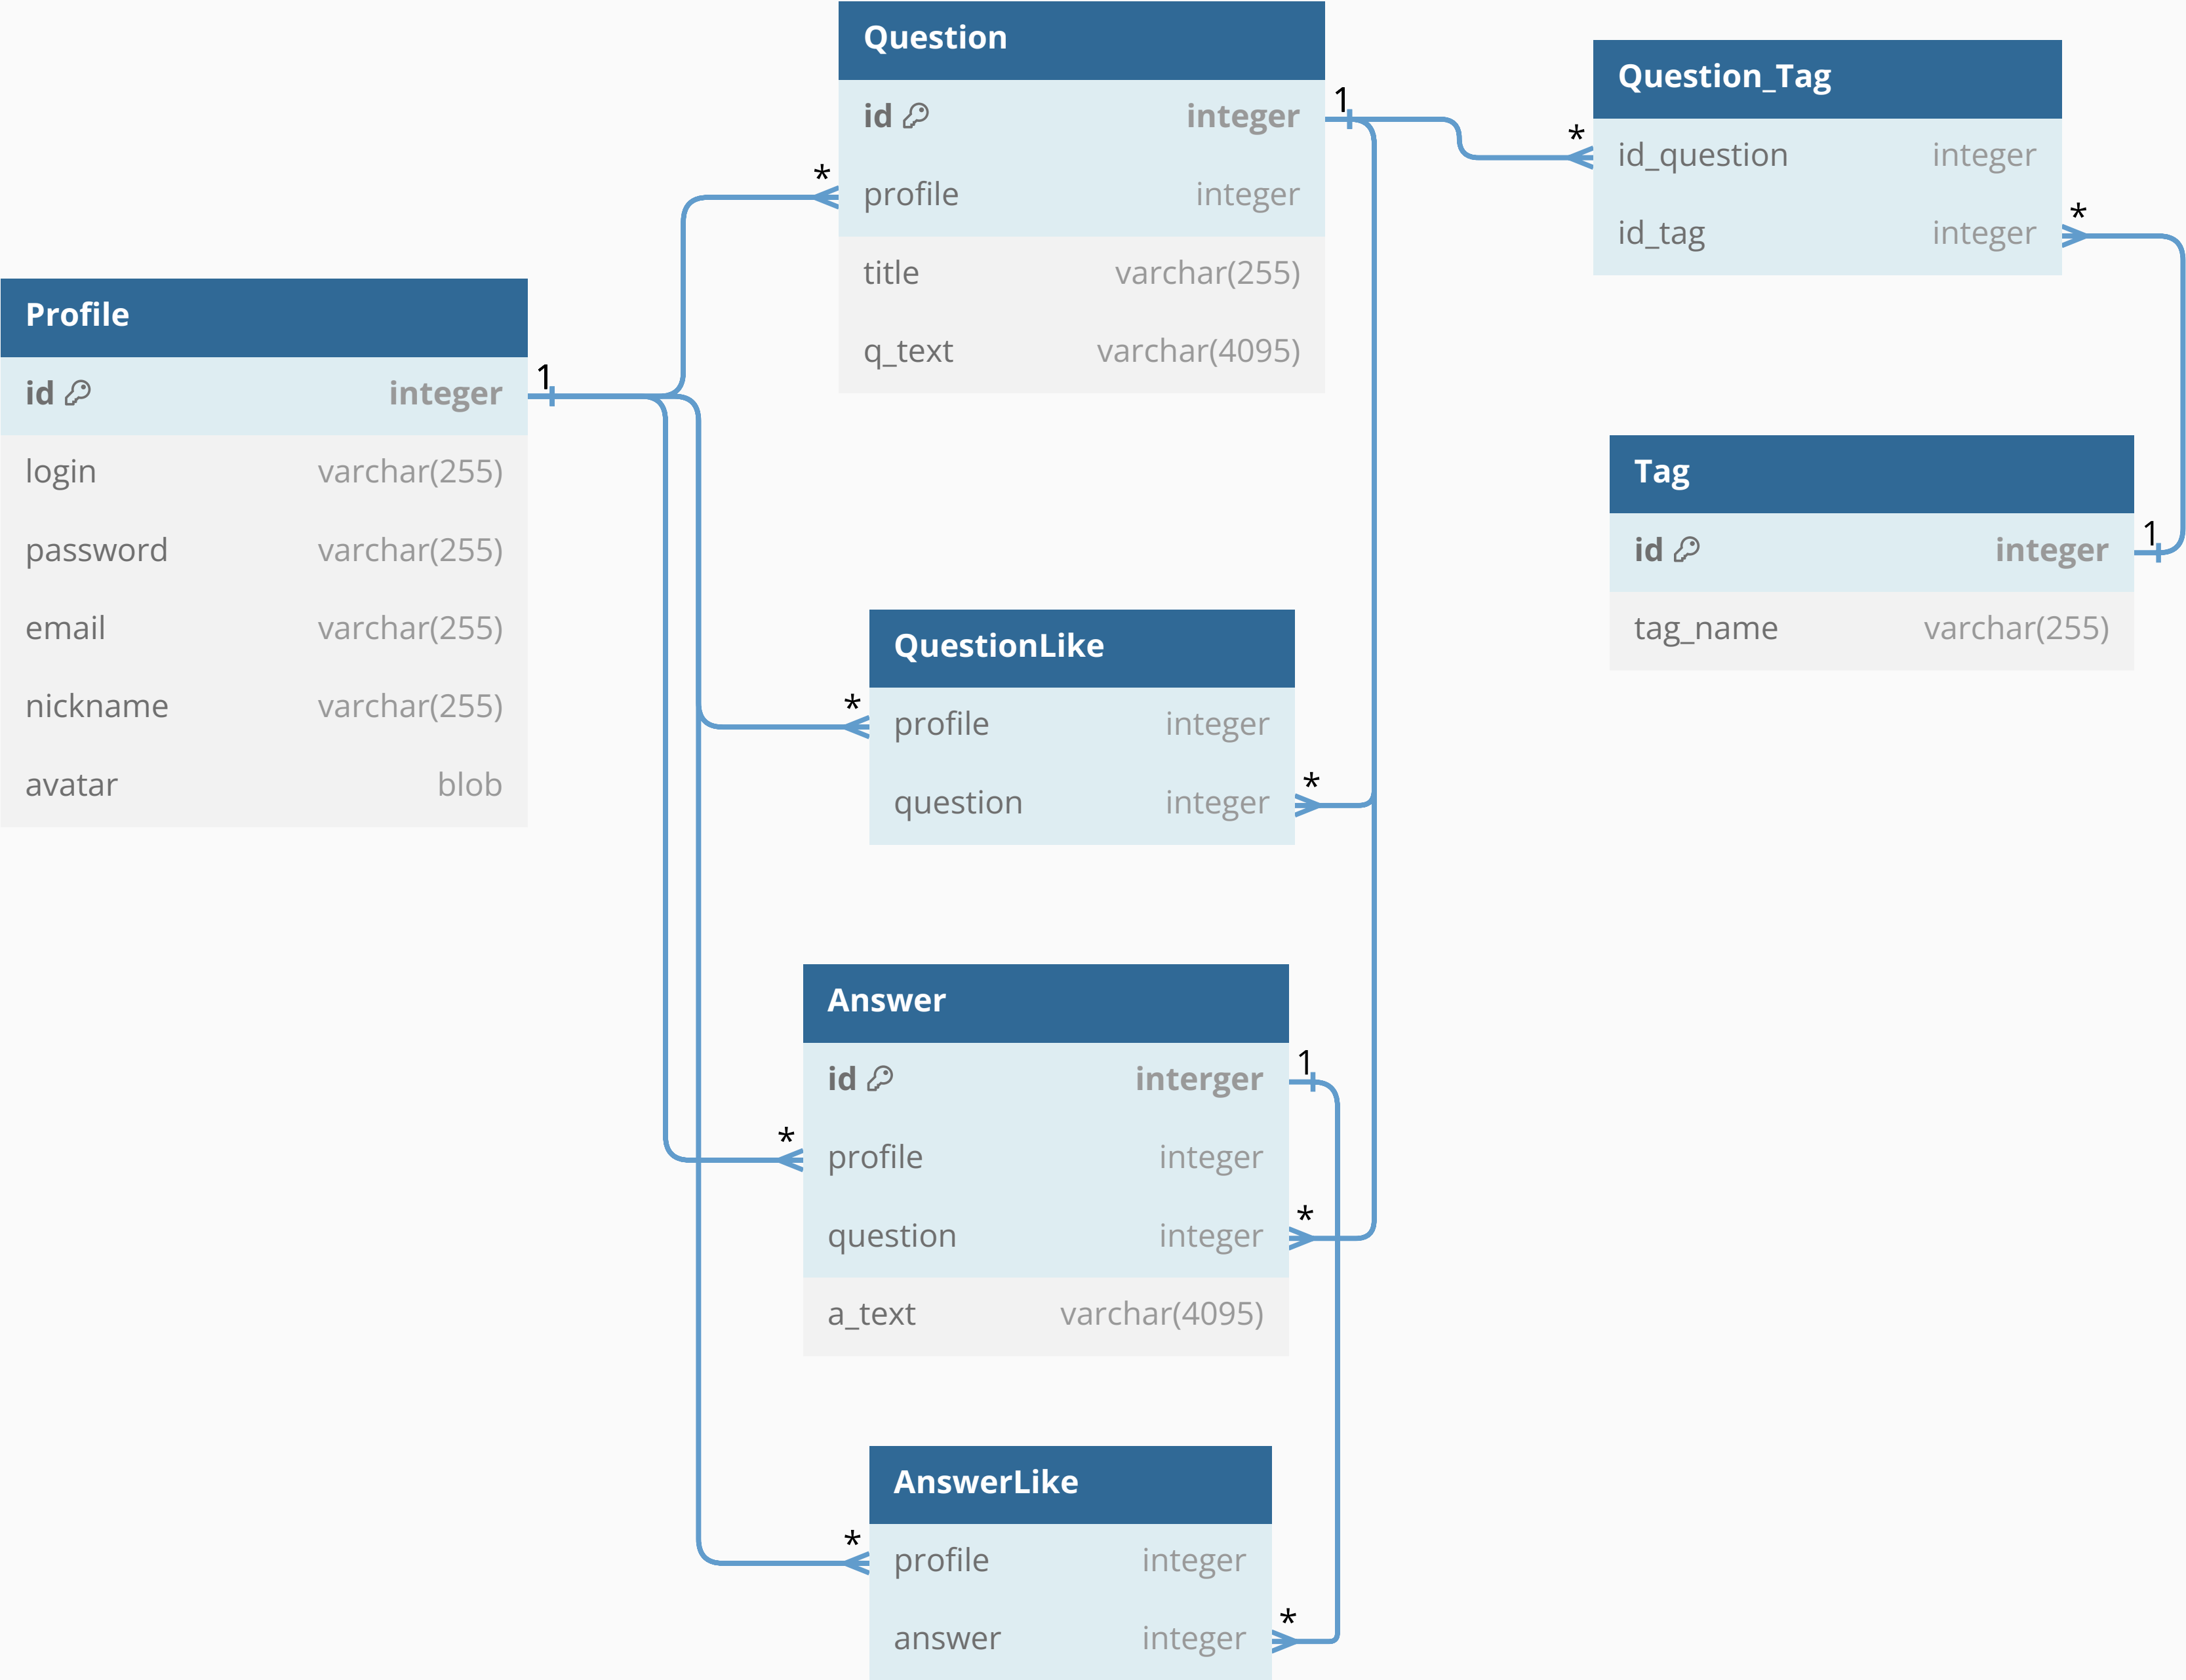 Question
id integer
profile integer
title varchar(255)
q_text varchar(4095)
1
*
Question_Tag
id_question integer
id_tag integer
*
*
Profile
id integer
login varchar(255)
password varchar(255)
email varchar(255)
nickname varchar(255)
avatar blob
1
Tag
id integer
tag_name varchar(255)
1
QuestionLike
profile integer
question integer
*
*
Answer
id interger
profile integer
question integer
a_text varchar(4095)
1
*
*
AnswerLike
profile integer
answer integer
*
*